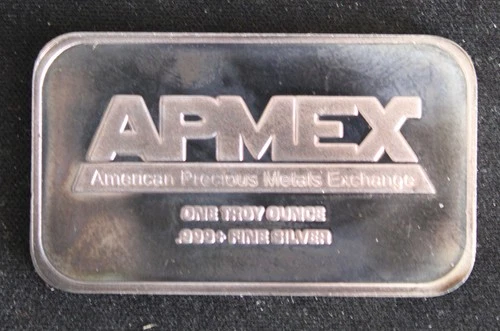 APMEX
American Precious Metals Exchange
ONE TROY OUNCE
.999+ FINE SILVER